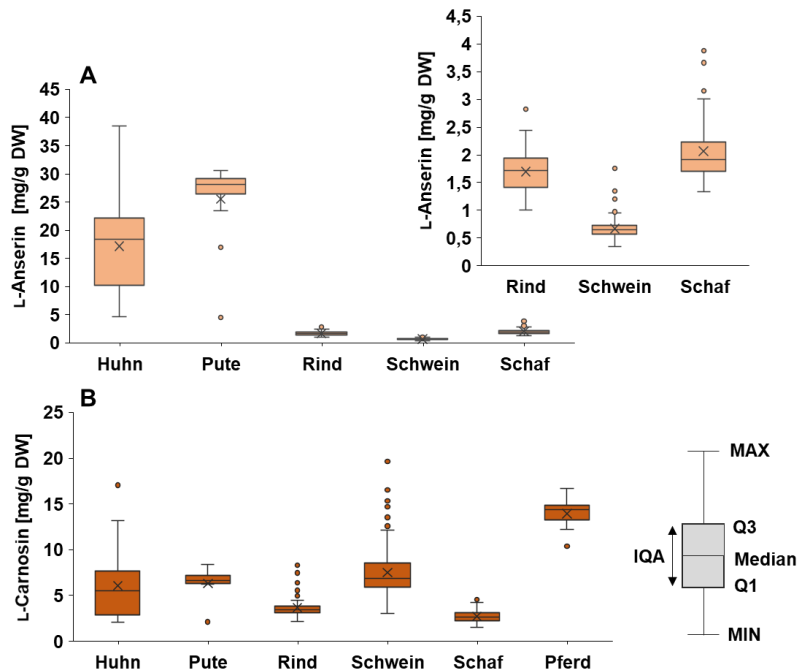 A
L-Anserin [mg/g DW]
45
40
35
30
25
20
15
10
5
0
Huhn Pute Rind Schwein Schaf
L-Anserin [mg/g DW]
4,5
4
3,5
3
2,5
2
1,5
1
0,5
0
Rind Schwein Schaf
B
L-Carnosin [mg/g DW]
25
20
15
10
5
0
Huhn Pute Rind Schwein Schaf Pferd
MAX
Q3
IQA
Median
Q1
MIN